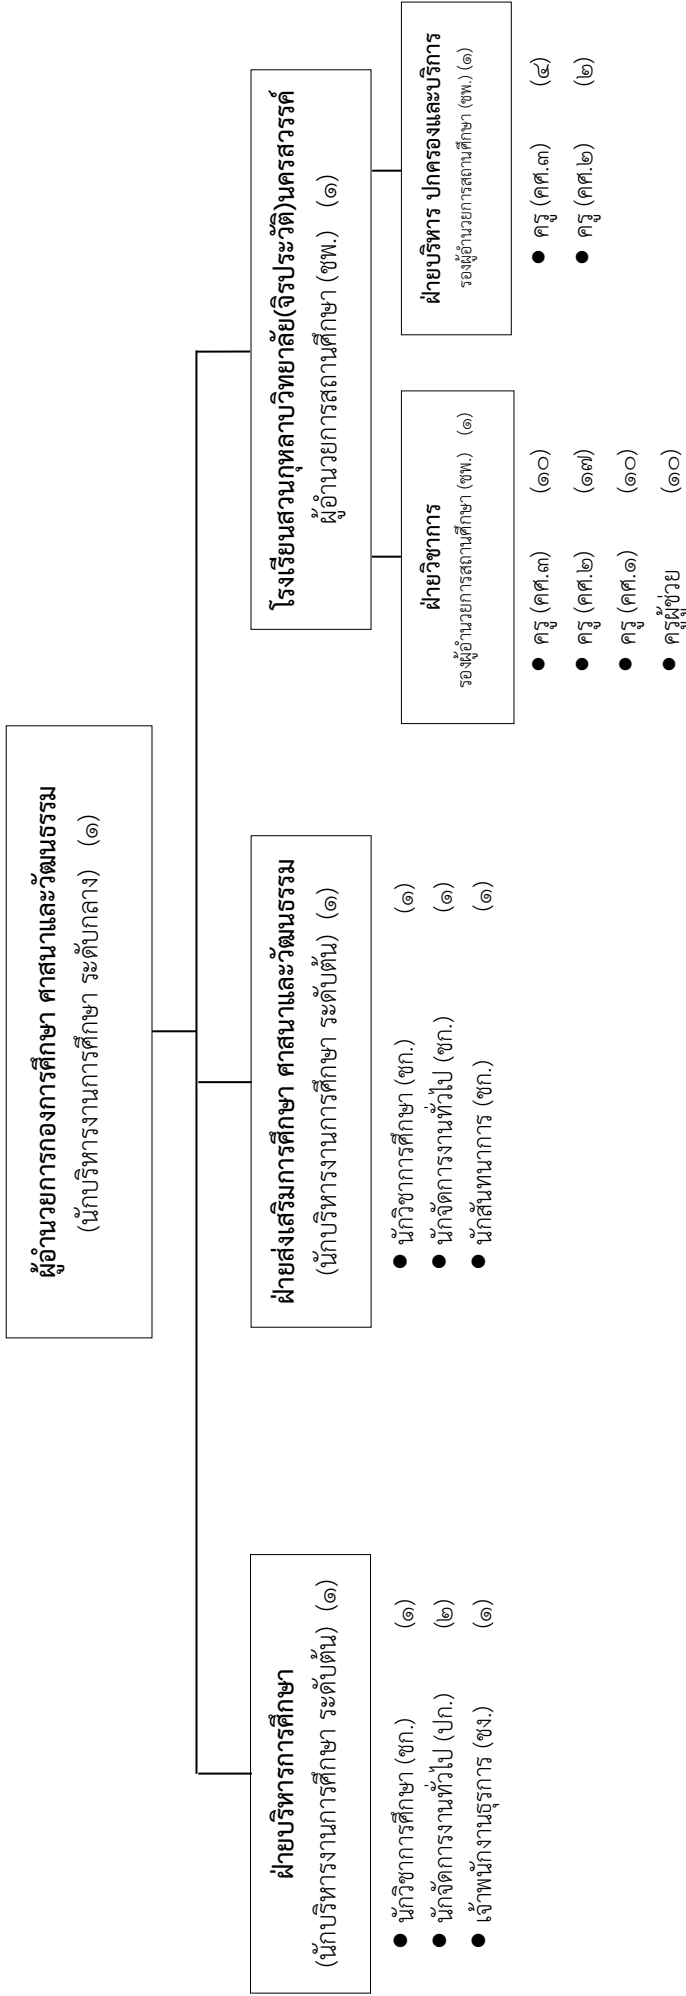 ผู้อำนวยการกองการศึกษา ศาสนาและวัฒนธรรม
(นักบริหารงานการศึกษา ระดับกลาง) (๑)
ฝ่ายบริหารการศึกษา
(นักบริหารงานการศึกษา ระดับต้น) (๑)
● นักวิชาการศึกษา (ชก.) (๑)
● นักจัดการงานทั่วไป (ปก.) (๒)
● เจ้าพนักงานธุรการ (ชง.) (๑)
ฝ่ายส่งเสริมการศึกษา ศาสนาและวัฒนธรรม
(นักบริหารงานการศึกษา ระดับต้น) (๑)
● นักวิชาการศึกษา (ชก.) (๑)
● นักจัดการงานทั่วไป (ชก.) (๑)
● นักสันทนาการ (ชก.) (๑)
โรงเรียนสวนกุหลาบวิทยาลัย(จิรประวัติ)นครสวรรค์
ผู้อำนวยการสถานศึกษา (ชพ.) (๑)
ฝ่ายวิชาการ
รองผู้อำนวยการสถานศึกษา (ชพ.) (๑)
● ครู (คศ.๓) (๑๐)
● ครู (คศ.๒) (๑๗)
● ครู (คศ.๑) (๑๐)
● ครูผู้ช่วย (๑๐)
ฝ่ายบริหาร ปกครองและบริการ
รองผู้อำนวยการสถานศึกษา (ชพ.) (๑)
● ครู (คศ.๓) (๔)
● ครู (คศ.๒) (๒)